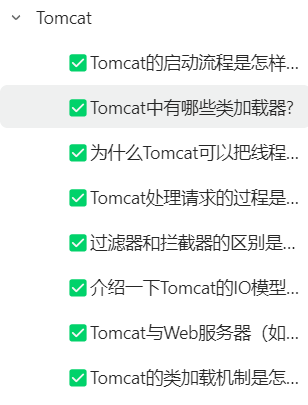 Tomcat
Tomcat的启动流程是怎样...
Tomcat中有哪些类加载器?
为什么Tomcat可以把线程...
Tomcat处理请求的过程是...
过滤器和拦截器的区别是...
介绍一下Tomcat的IO模型...
Tomcat与Web服务器（如...
Tomcat的类加载机制是怎...